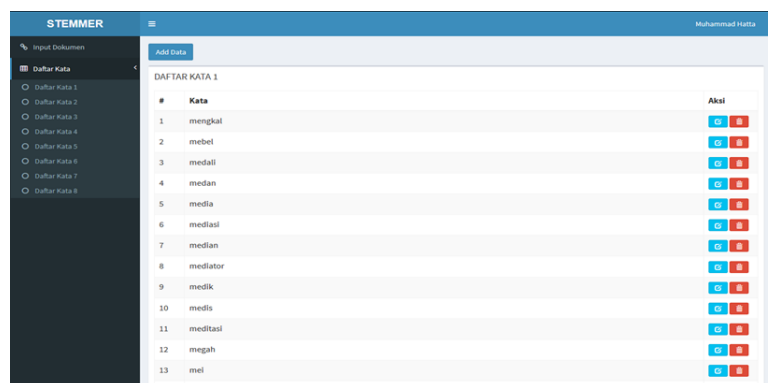 STEMMER
Muhammad Hatta
Input Dokumen
Daftar Kata
Daftar Kata 1
Daftar Kata 2
Daftar Kata 3
Daftar Kata 4
Daftar Kata 5
Daftar Kata 6
Daftar Kata 7
Daftar Kata 8
Add Data
DAFTAR KATA 1
# Kata Aksi
1 mengkal
2 mebel
3 medali
4 medan
5 media
6 mediasi
7 median
8 mediator
9 medik
10 medis
11 meditasi
12 megah
13 mei